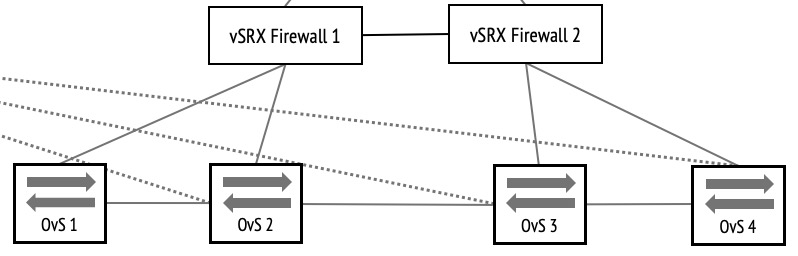 vSRX Firewall 1
vSRX Firewall 2
OvS 1
OvS 2
OvS 3
OvS 4